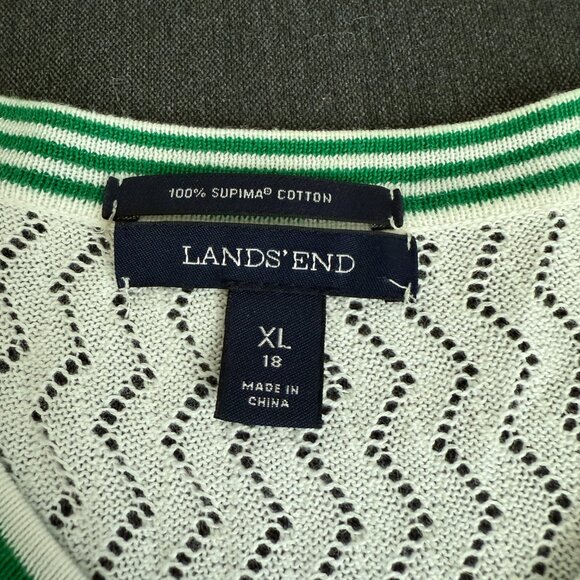 100% SUPIMA® COTTON
LANDS' END
XL
18
MADE IN
CHINA